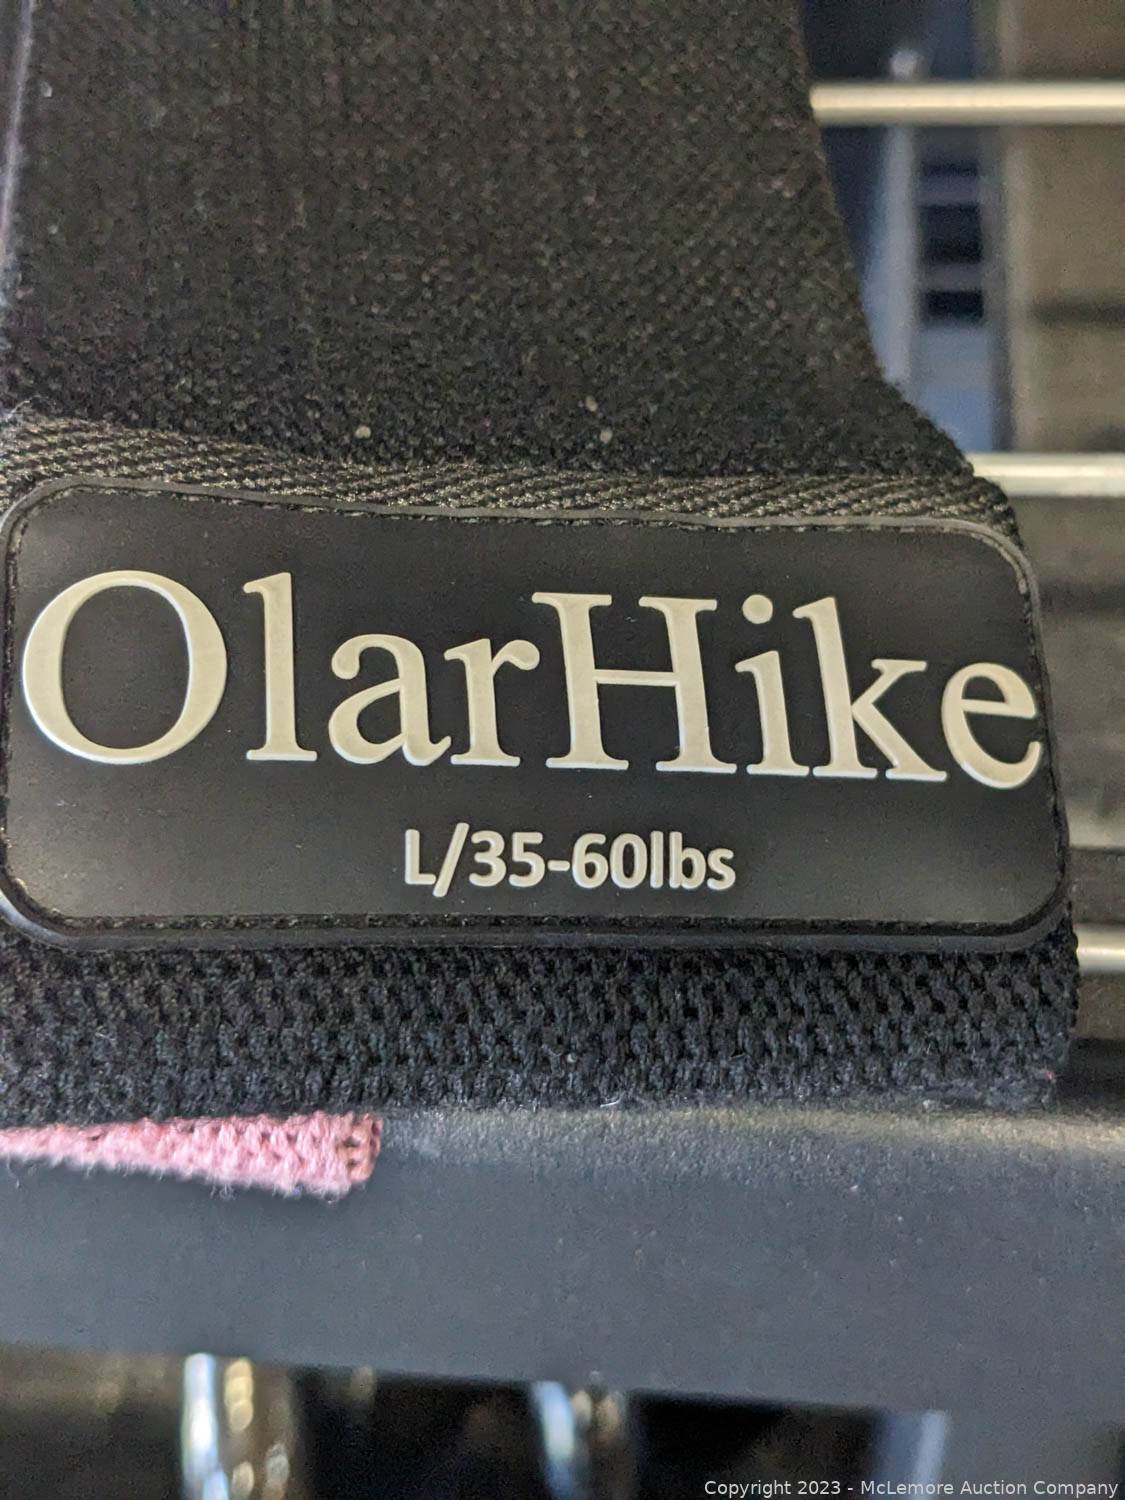 OlarHike
L/35-60lbs
Copyright 2023 - McLemore Auction Company